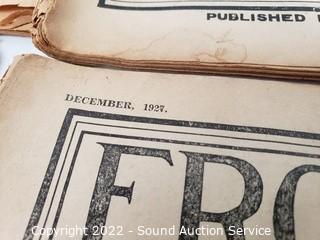 PUBLISHED
DECEMBER, 1927.
FRO
Copyright 2022 - Sound Auction Service